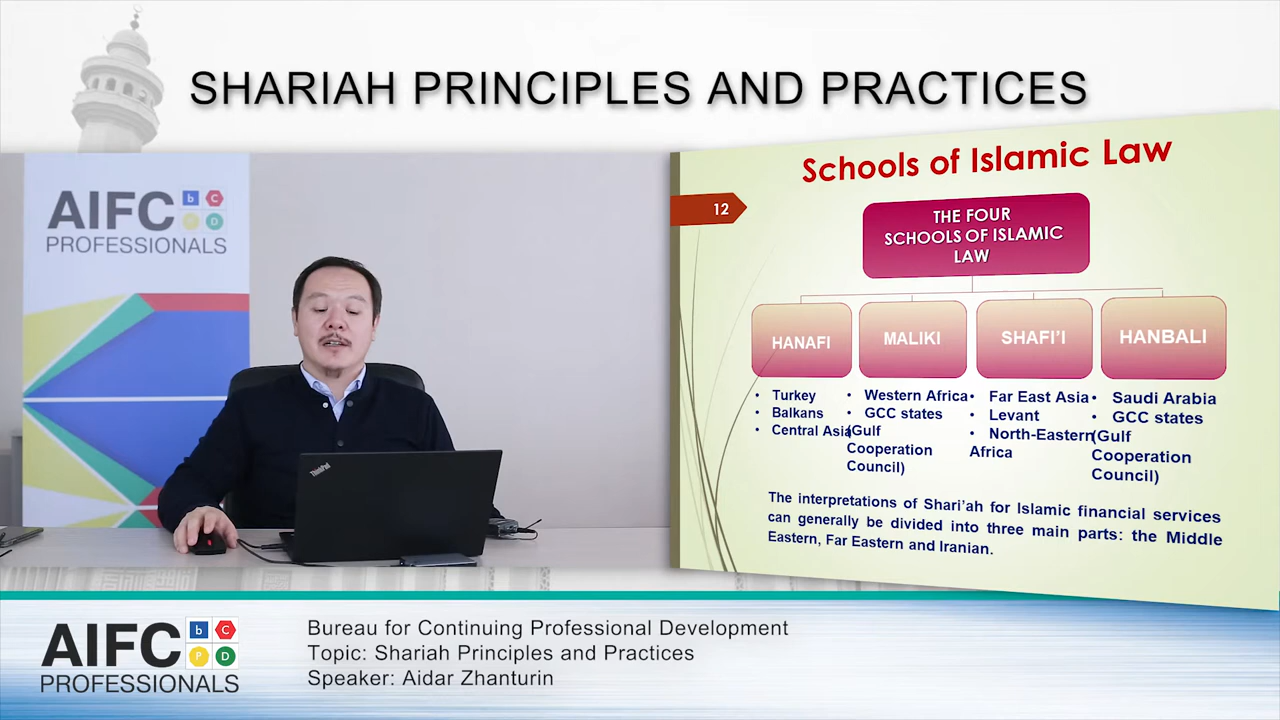 SHARIAH PRINCIPLES AND PRACTICES
AIFC b C P D
PROFESSIONALS
ThinkPad
12
Schools of Islamic Law
THE FOUR
SCHOOLS OF ISLAMIC
LAW
HANAFI
MALIKI
SHAFI'I
HANBALI
• Turkey
• Balkans
• Central Asia
• Western Africa
• GCC states
(Gulf
Cooperation
Council)
• Far East Asia
• Levant
• North-Eastern
Africa
• Saudi Arabia
• GCC states
(Gulf
Cooperation
Council)
The interpretations of Shari'ah for Islamic financial services
can generally be divided into three main parts: the Middle
Eastern, Far Eastern and Iranian.
AIFC b C P D
PROFESSIONALS
Bureau for Continuing Professional Development
Topic: Shariah Principles and Practices
Speaker: Aidar Zhanturin